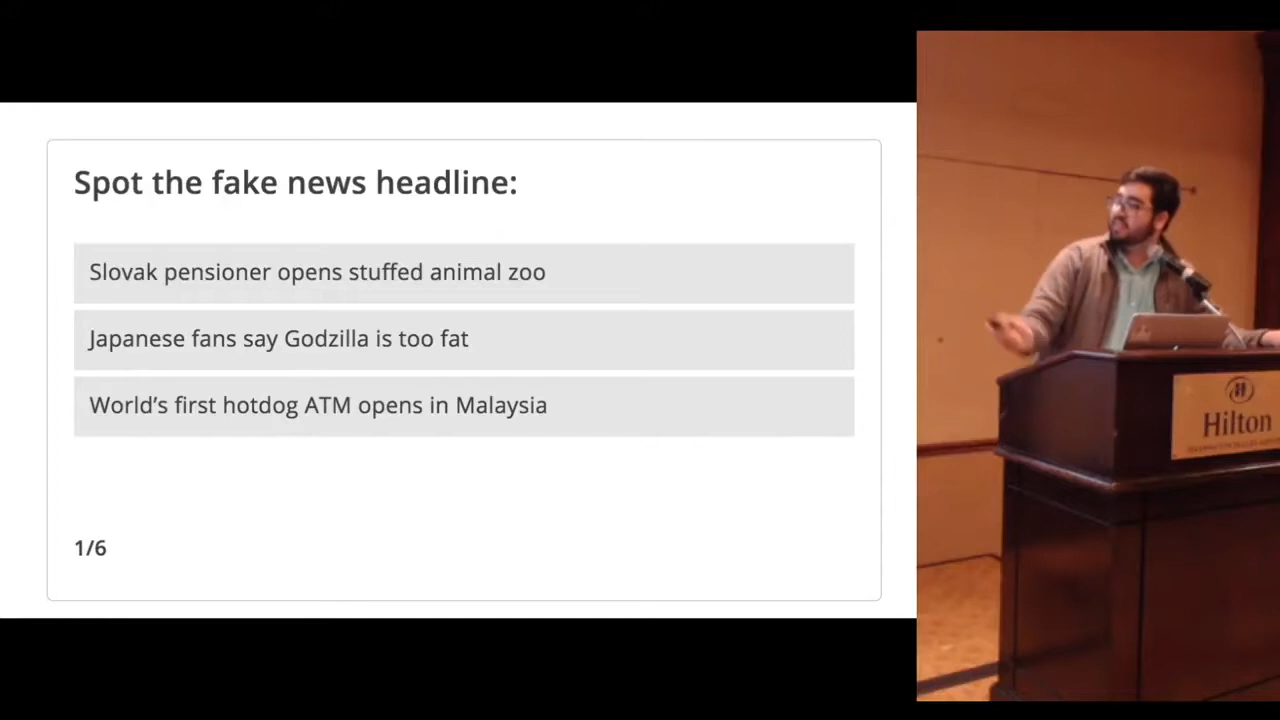 Spot the fake news headline:
Slovak pensioner opens stuffed animal zoo
Japanese fans say Godzilla is too fat
World's first hotdog ATM opens in Malaysia
1/6
Hilton